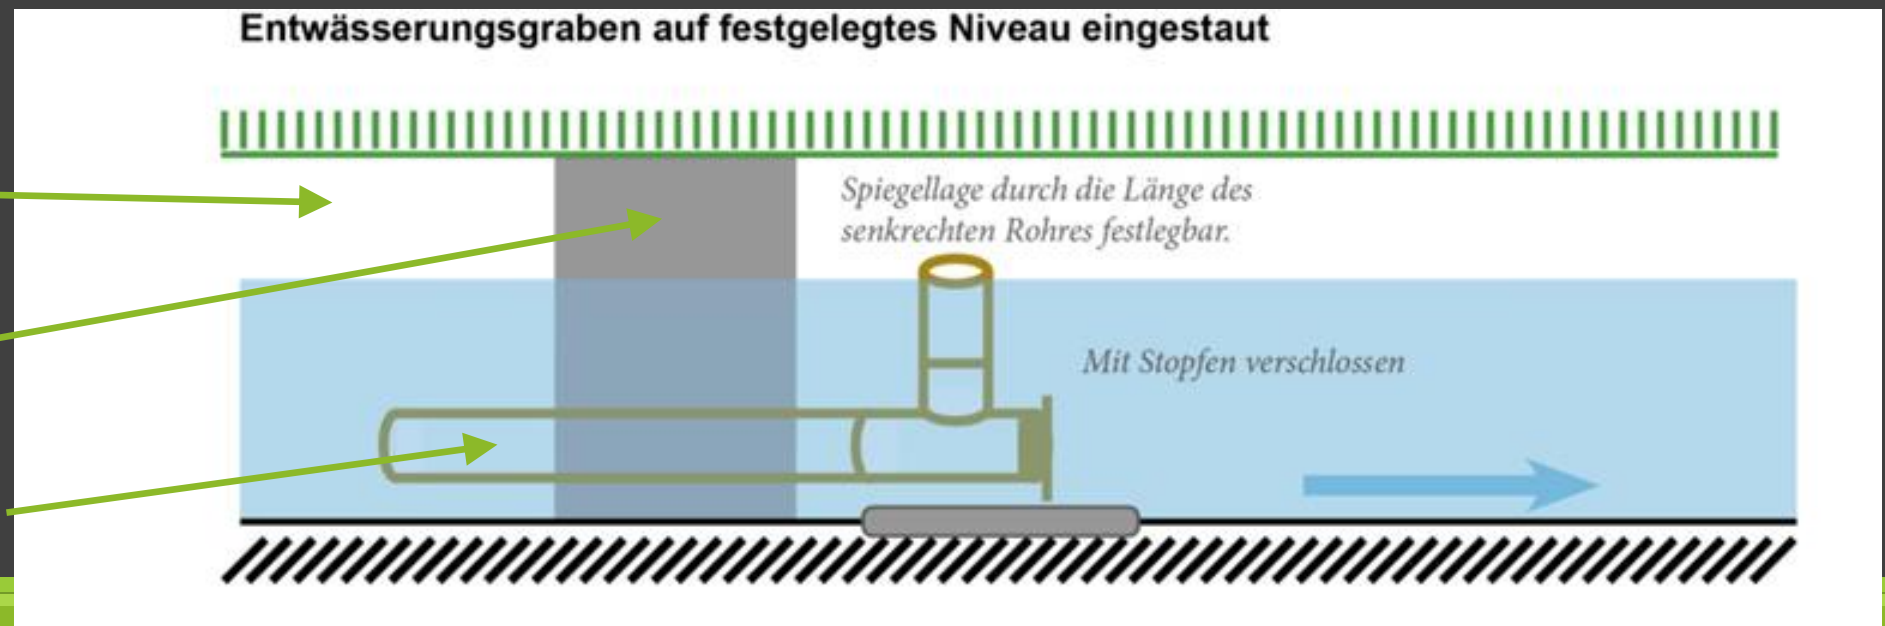 Entwässerungsgraben auf festgelegtes Niveau eingestaut
Spiegellage durch die Länge des
senkrechten Rohres festlegbar.
Mit Stopfen verschlossen